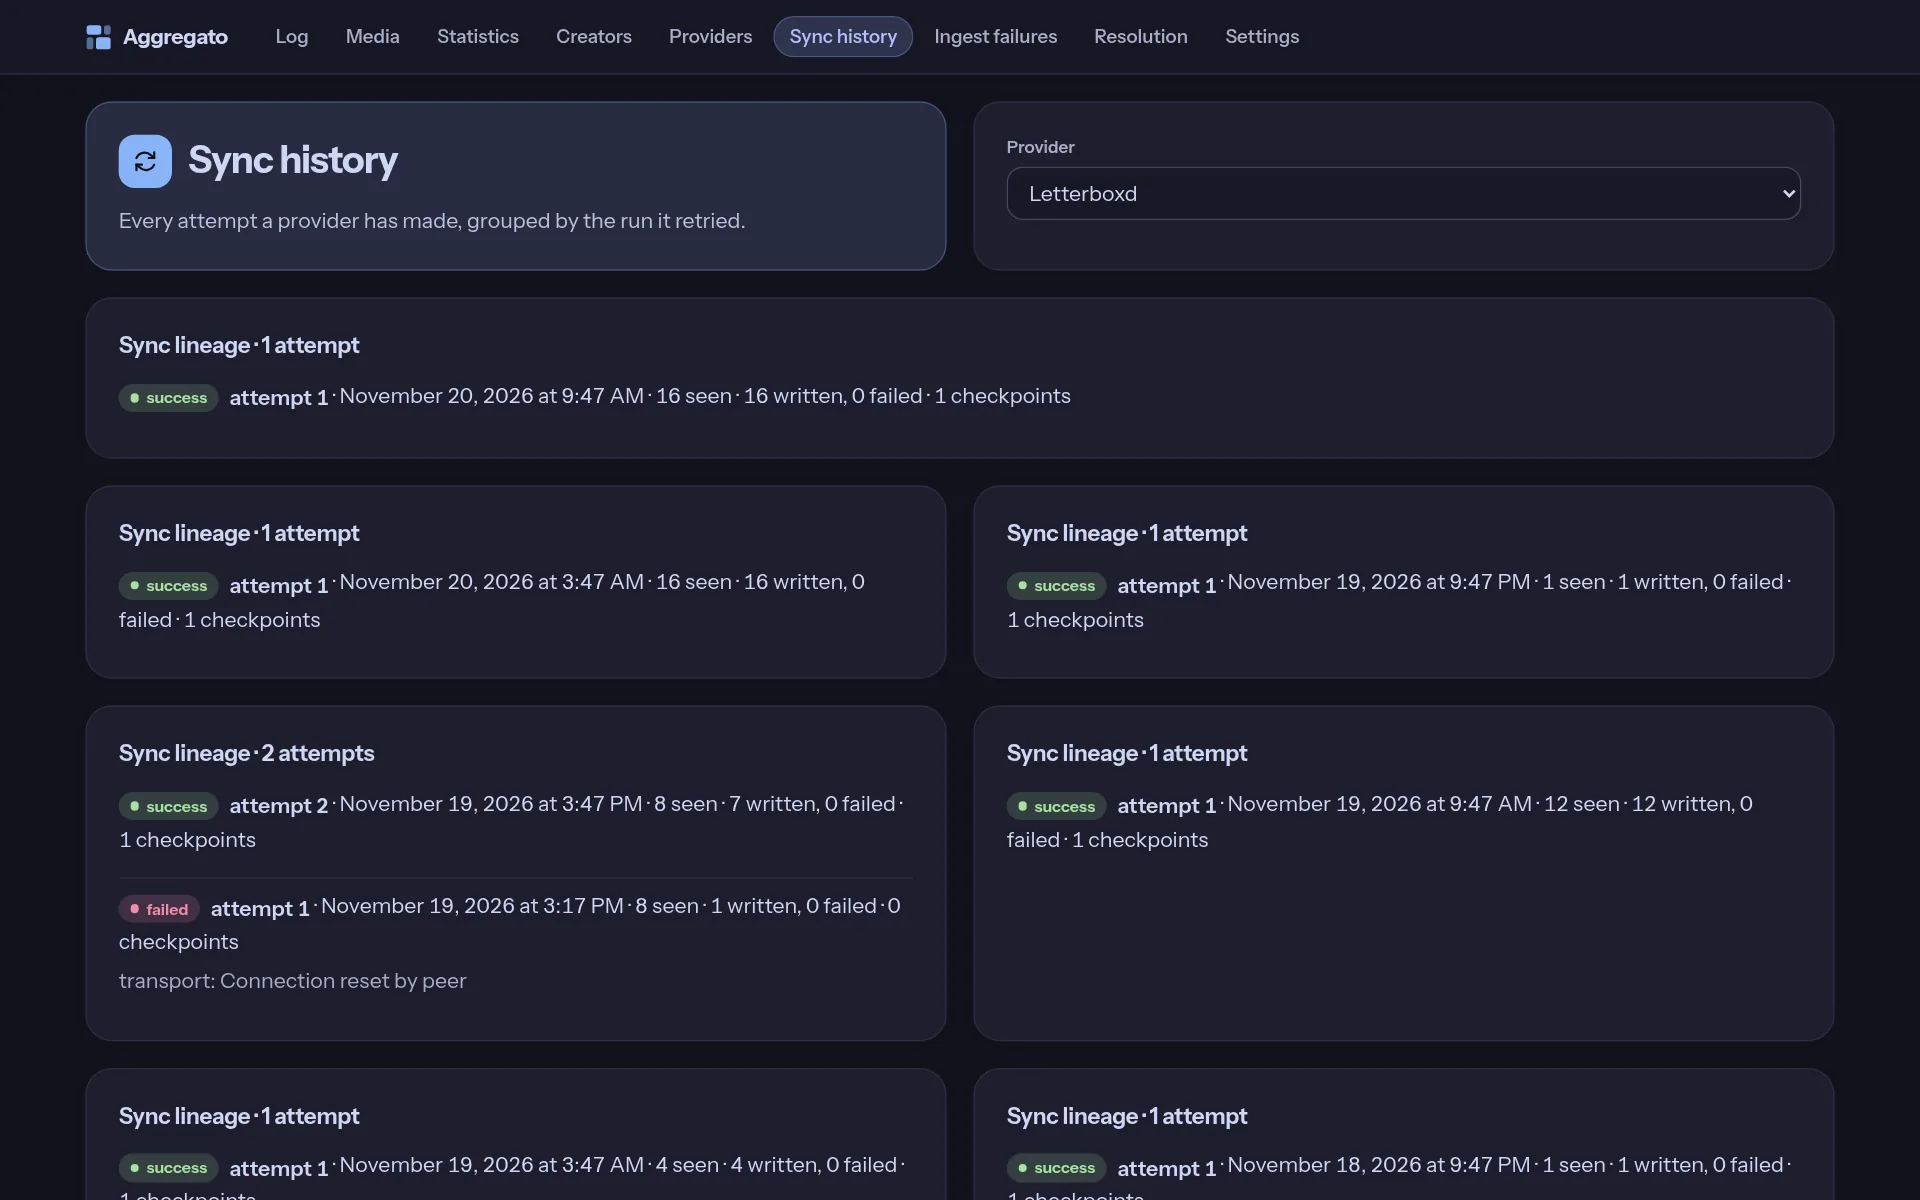 Aggregato
Log
Media
Statistics
Creators
Providers
Sync history
Ingest failures
Resolution
Settings
Sync history
Every attempt a provider has made, grouped by the run it retried.
Provider
Letterboxd
Sync lineage · 1 attempt
success attempt 1 · November 20, 2026 at 9:47 AM · 16 seen · 16 written, 0 failed · 1 checkpoints
Sync lineage · 1 attempt
success attempt 1 · November 20, 2026 at 3:47 AM · 16 seen · 16 written, 0
failed · 1 checkpoints
Sync lineage · 1 attempt
success attempt 1 · November 19, 2026 at 9:47 PM · 1 seen · 1 written, 0 failed ·
1 checkpoints
Sync lineage · 2 attempts
success attempt 2 · November 19, 2026 at 3:47 PM · 8 seen · 7 written, 0 failed ·
1 checkpoints
failed attempt 1 · November 19, 2026 at 3:17 PM · 8 seen · 1 written, 0 failed · 0
checkpoints
transport: Connection reset by peer
Sync lineage · 1 attempt
success attempt 1 · November 19, 2026 at 9:47 AM · 12 seen · 12 written, 0
failed · 1 checkpoints
Sync lineage · 1 attempt
success attempt 1 · November 19, 2026 at 3:47 AM · 4 seen · 4 written, 0 failed ·
1 checkpoints
Sync lineage · 1 attempt
success attempt 1 · November 18, 2026 at 9:47 PM · 1 seen · 1 written, 0 failed ·
1 checkpoints